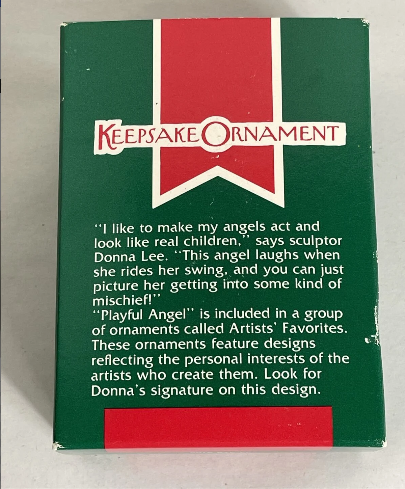 KEEPSAKE ORNAMENT
"I like to make my angels act and
look like real children," says sculptor
Donna Lee. "This angel laughs when
she rides her swing, and you can just
picture her getting into some kind of
mischief!"
"Playful Angel" is included in a group
of ornaments called Artists' Favorites.
These ornaments feature designs
reflecting the personal interests of the
artists who create them. Look for
Donna's signature on this design.